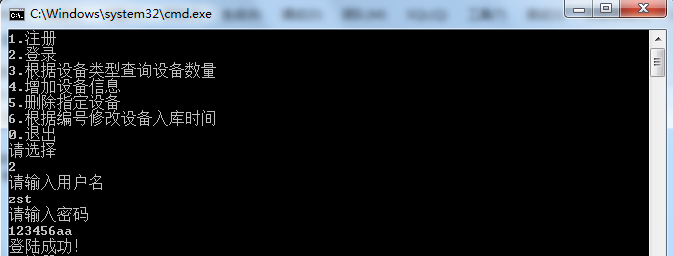 C:\Windows\system32\cmd.exe
1.注册
2.登录
3.根据设备类型查询设备数量
4.增加设备信息
5.删除指定设备
6.根据编号修改设备入库时间
0.退出
请选择
2
请输入用户名
zst
请输入密码
123456aa
登陆成功!